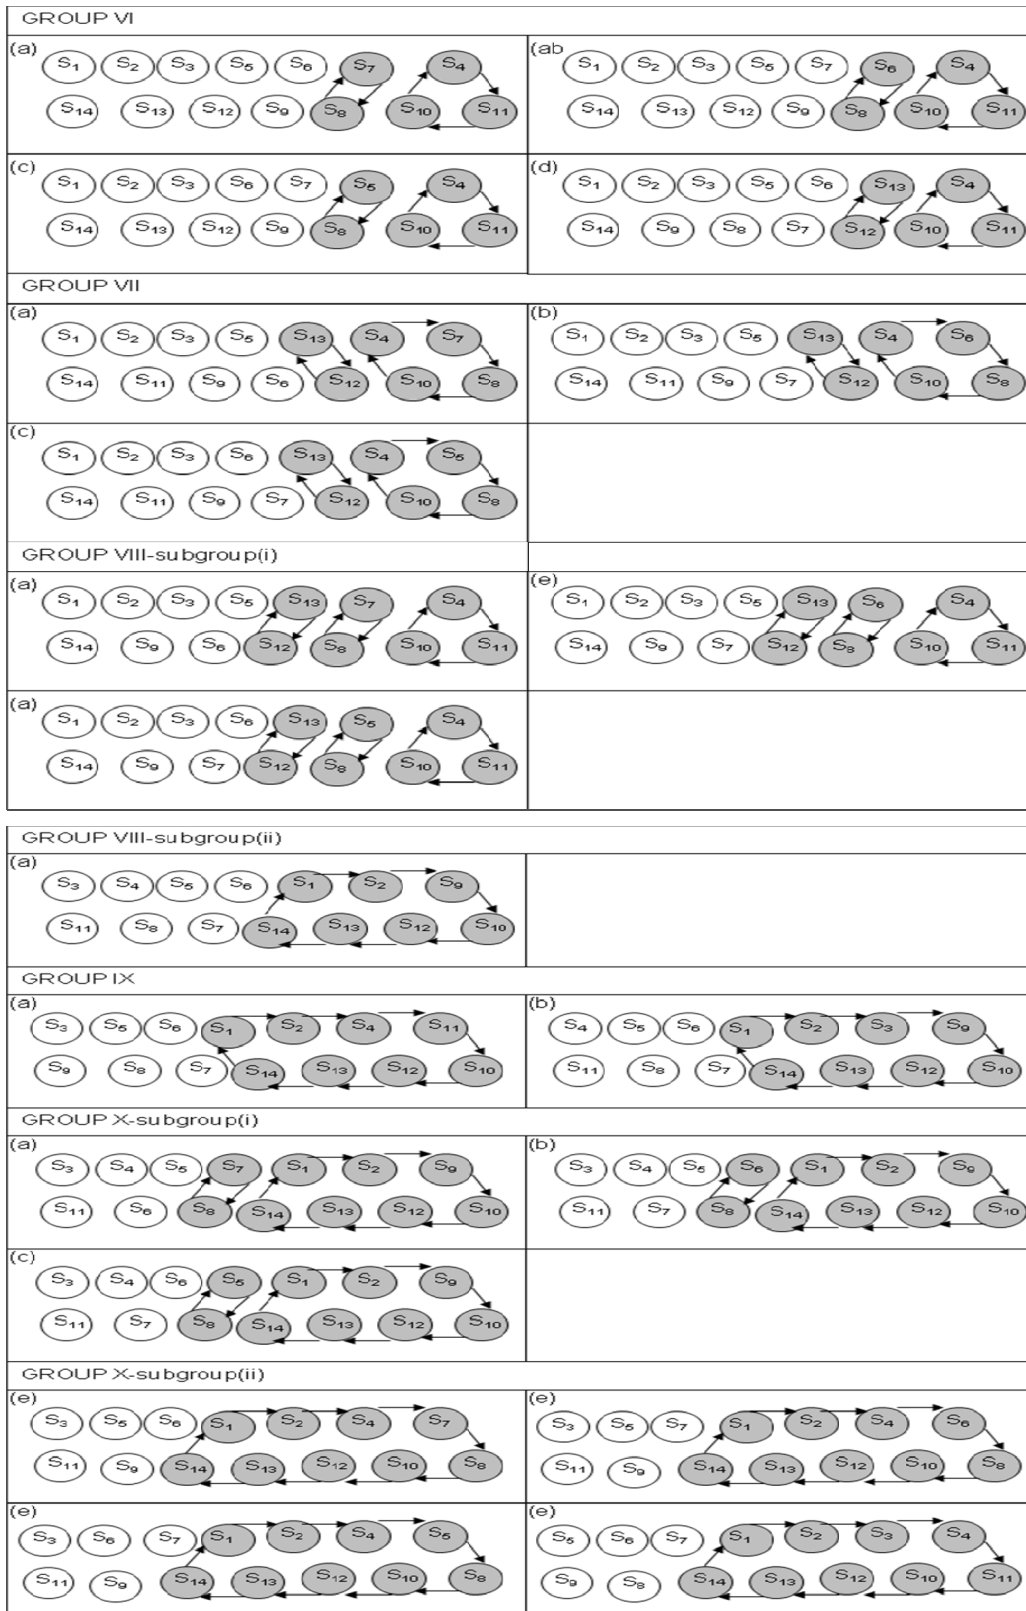 GROUP VI
(a) S1 S2 S3 S5 S6 S7 S4
S14 S13 S12 S9 S8 S10 S11
(ab S1 S2 S3 S5 S7 S6 S4
S14 S13 S12 S9 S8 S10 S11
(c) S1 S2 S3 S6 S7 S5 S4
S14 S13 S12 S9 S8 S10 S11
(d) S1 S2 S3 S5 S6 S13 S4
S14 S9 S8 S7 S12 S10 S11
GROUP VII
(a) S1 S2 S3 S5 S13 S4 S7
S14 S11 S9 S6 S12 S10 S8
(b) S1 S2 S3 S5 S13 S4 S6
S14 S11 S9 S7 S12 S10 S8
(c) S1 S2 S3 S6 S13 S4 S5
S14 S11 S9 S7 S12 S10 S8
GROUP VIII-subgroup(i)
(a) S1 S2 S3 S5 S13 S7 S4
S14 S9 S6 S12 S8 S10 S11
(e) S1 S2 S3 S5 S13 S6 S4
S14 S9 S7 S12 S8 S10 S11
(a) S1 S2 S3 S6 S13 S5 S4
S14 S9 S7 S12 S8 S10 S11
GROUP VIII-subgroup(ii)
(a) S3 S4 S5 S6 S1 S2 S9
S11 S8 S7 S14 S13 S12 S10
GROUP IX
(a) S3 S5 S6 S1 S2 S4 S11
S9 S8 S7 S14 S13 S12 S10
(b) S4 S5 S6 S1 S2 S3 S9
S11 S8 S7 S14 S13 S12 S10
GROUP X-subgroup(i)
(a) S3 S4 S5 S7 S1 S2 S9
S11 S6 S8 S14 S13 S12 S10
(b) S3 S4 S5 S6 S1 S2 S9
S11 S7 S8 S14 S13 S12 S10
(c) S3 S4 S6 S5 S1 S2 S9
S11 S7 S8 S14 S13 S12 S10
GROUP X-subgroup(ii)
(e) S3 S5 S6 S1 S2 S4 S7
S11 S9 S14 S13 S12 S10 S8
(e) S3 S5 S7 S1 S2 S4 S6
S11 S9 S14 S13 S12 S10 S8
(e) S3 S6 S7 S1 S2 S4 S5
S11 S9 S14 S13 S12 S10 S8
(e) S5 S6 S7 S1 S2 S3 S4
S9 S8 S14 S13 S12 S10 S11